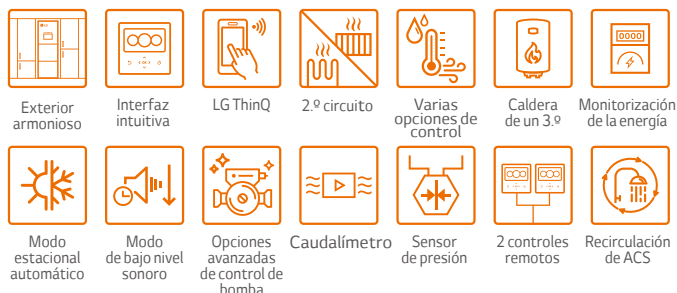 Exterior
armonioso
Interfaz
intuitiva
LG ThinQ
2.º circuito
Varias
opciones de
control
Caldera
de un 3.º
Monitorización
de la energía
0000
Modo
estacional
automático
Modo
de bajo nivel
sonoro
Opciones
avanzadas
de control de
bomba
Caudalímetro
Sensor
de presión
2 controles
remotos
Recirculación
de ACS